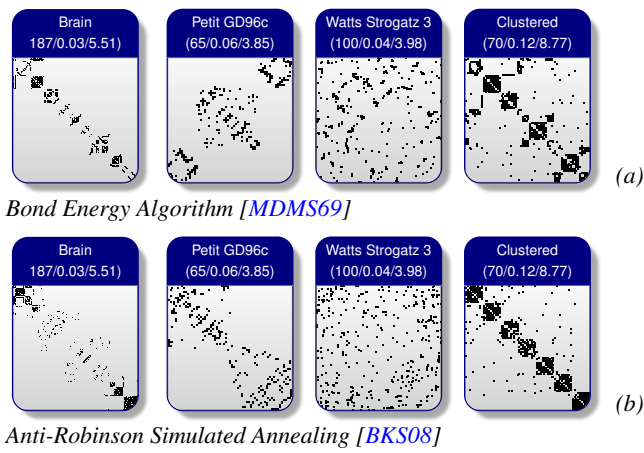 Brain Petit GD96c Watts Strogatz 3 Clustered
187/0.03/5.51) (65/0.06/3.85) (100/0.04/3.98) (70/0.12/8.77)
(a)
Bond Energy Algorithm [MDMS69]
Brain Petit GD96c Watts Strogatz 3 Clustered
187/0.03/5.51) (65/0.06/3.85) (100/0.04/3.98) (70/0.12/8.77)
(b)
Anti-Robinson Simulated Annealing [BKS08]